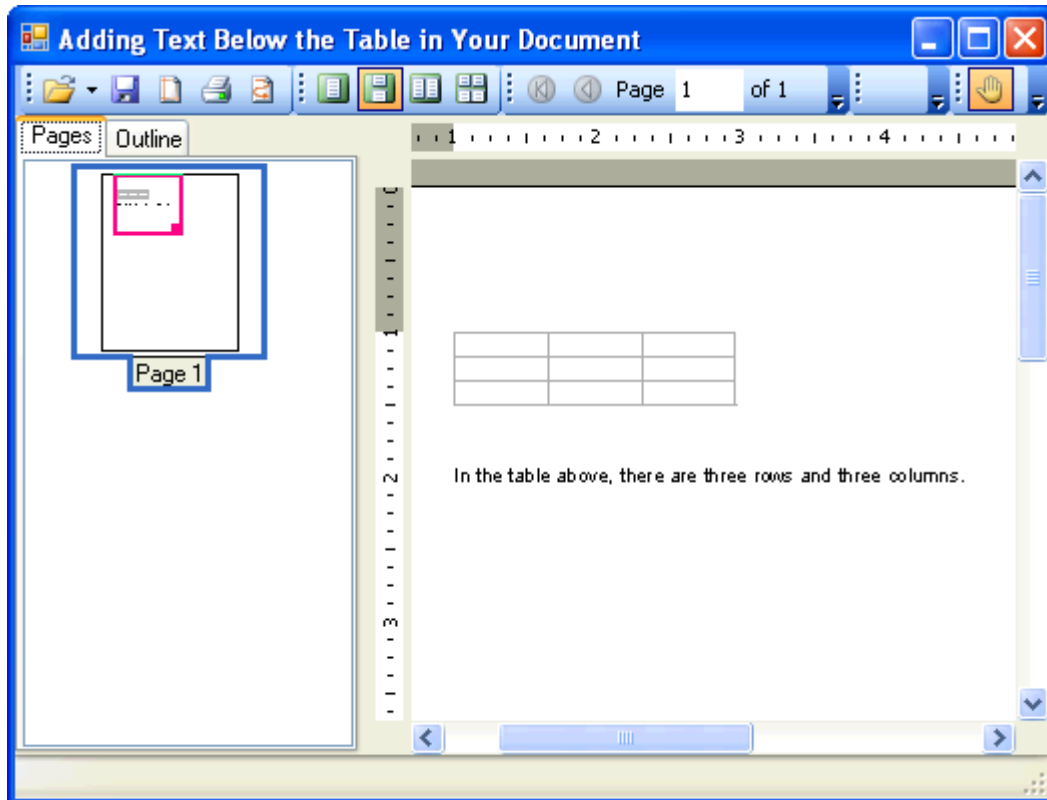 Adding Text Below the Table in Your Document
Page 1 of 1
Pages Outline
1 2 3 4
Page 1
0
1
2
3
In the table above, there are three rows and three columns.